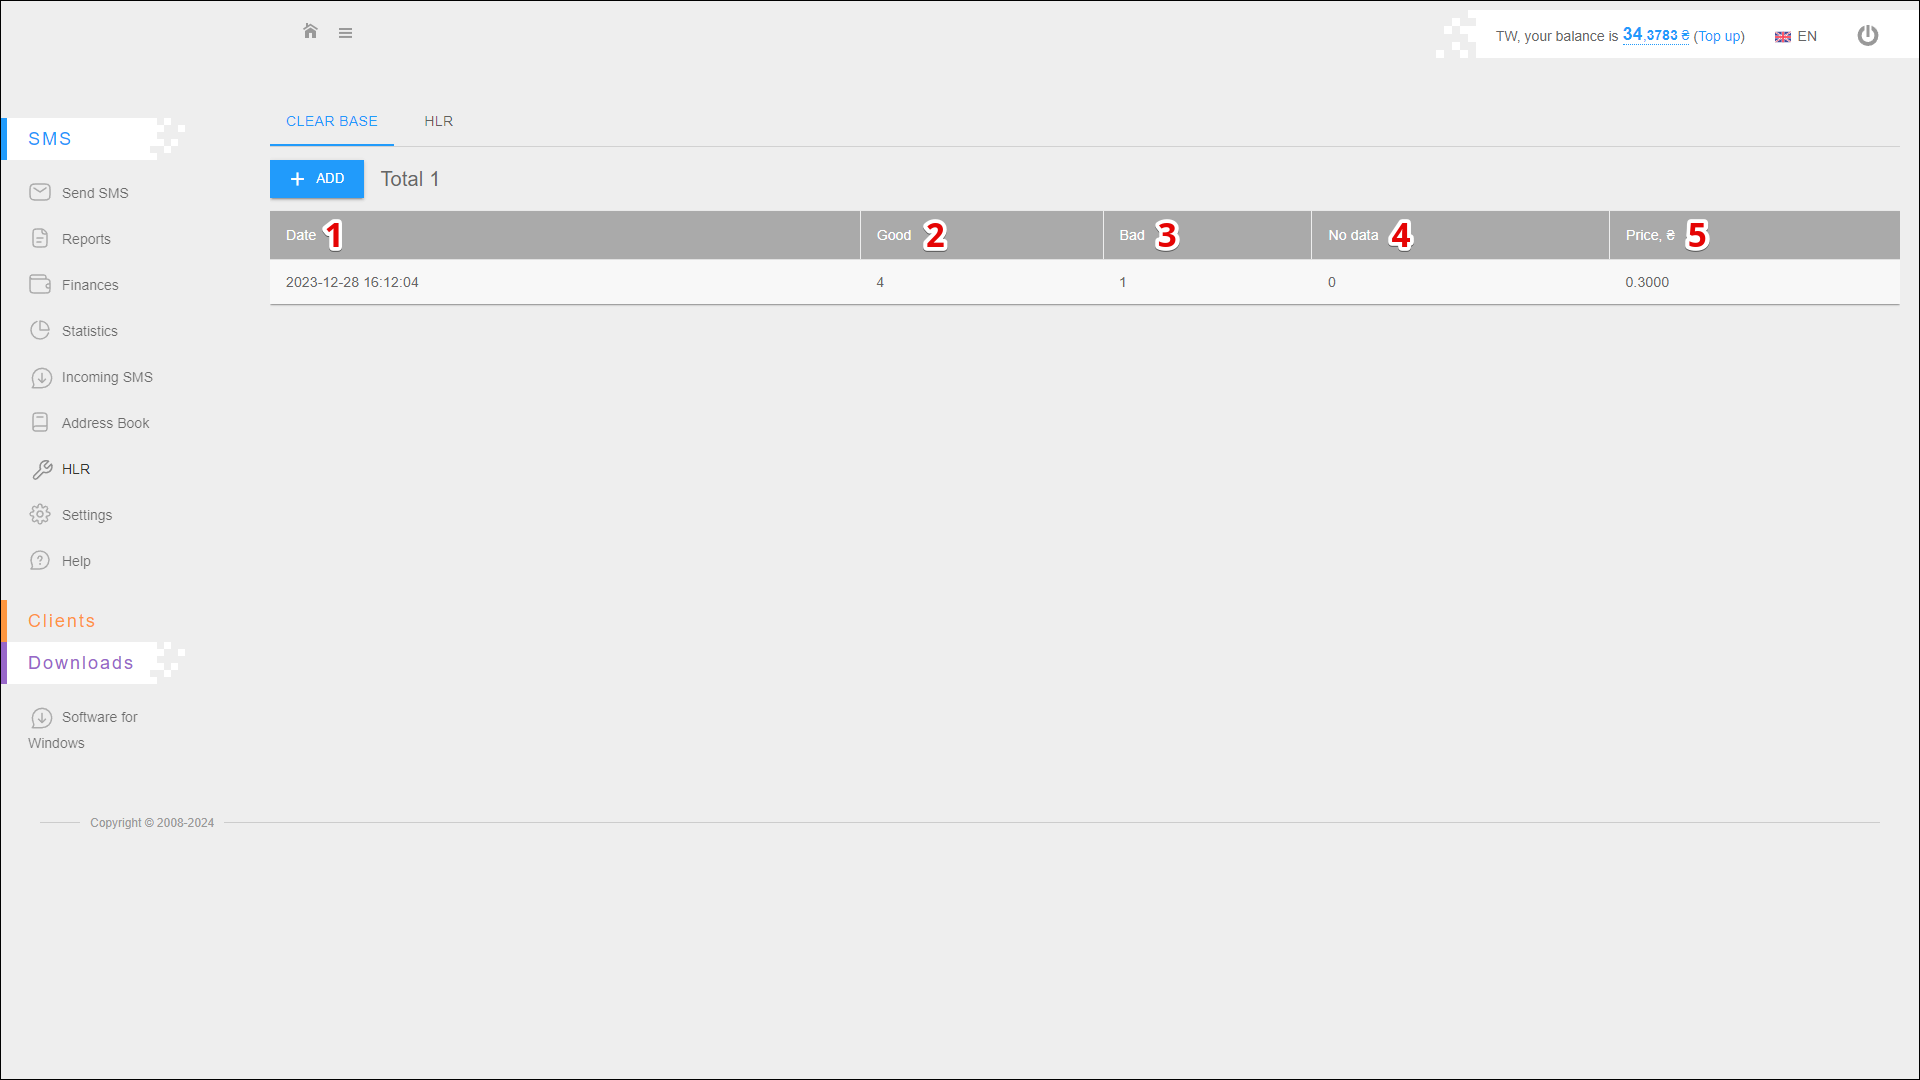 TW, your balance is 34,3783 ₴ (Top up) EN
SMS
Send SMS
Reports
Finances
Statistics
Incoming SMS
Address Book
HLR
Settings
Help
Clients
Downloads
Software for
Windows
CLEAR BASE HLR
+ ADD Total 1
Date 1 Good 2 Bad 3 No data 4 Price, ₴ 5
2023-12-28 16:12:04 4 1 0 0.3000
Copyright © 2008-2024